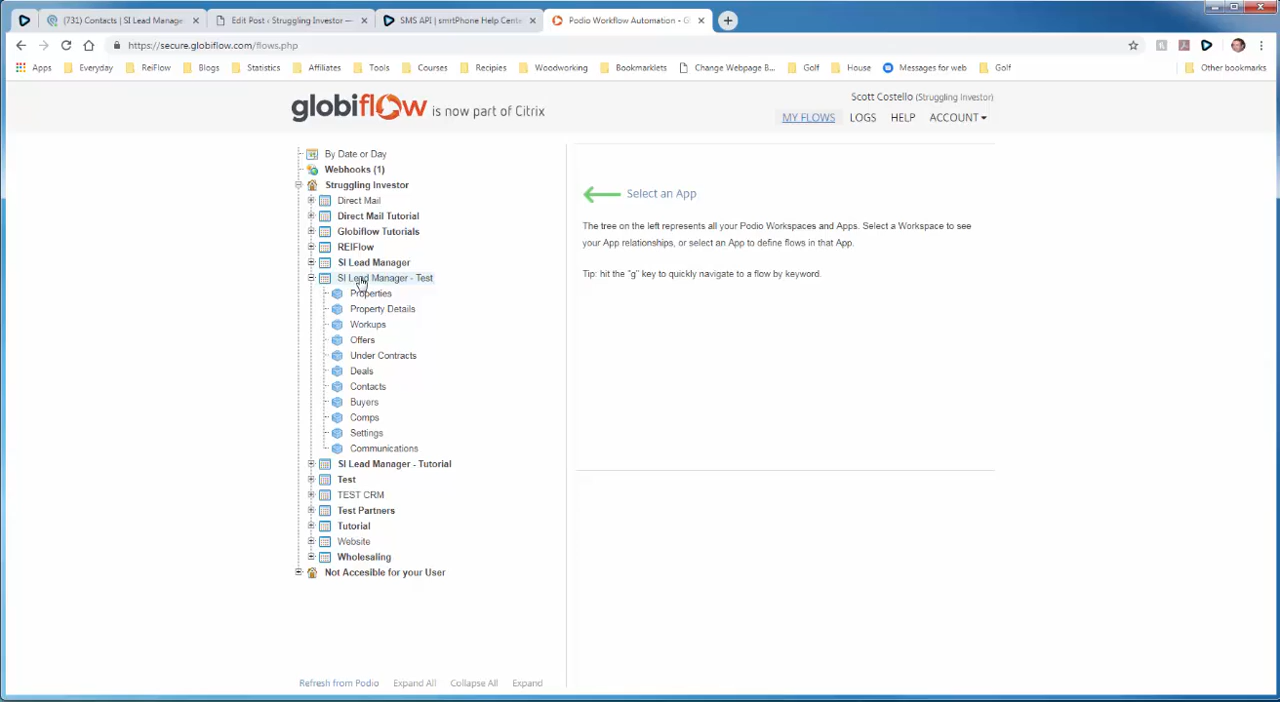 (731) Contacts | SI Lead Manage
Edit Post ‹ Struggling Investor —
SMS API | smrtPhone Help Cente
Podio Workflow Automation - G
https://secure.globiflow.com/flows.php
Apps
Everyday
ReiFlow
Blogs
Statistics
Affiliates
Tools
Courses
Recipies
Woodworking
Bookmarklets
Change Webpage B...
Golf
House
Messages for web
Golf
Other bookmarks
globiflow is now part of Citrix
Scott Costello (Struggling Investor)
MY FLOWS
LOGS
HELP
ACCOUNT
By Date or Day
Webhooks (1)
Struggling Investor
Direct Mail
Direct Mail Tutorial
Globiflow Tutorials
REIFlow
SI Lead Manager
SI Lead Manager - Test
Properties
Property Details
Workups
Offers
Under Contracts
Deals
Contacts
Buyers
Comps
Settings
Communications
SI Lead Manager - Tutorial
Test
TEST CRM
Test Partners
Tutorial
Website
Wholesaling
Not Accesible for your User
Refresh from Podio
Expand All
Collapse All
Expand
Select an App
The tree on the left represents all your Podio Workspaces and Apps. Select a Workspace to see
your App relationships, or select an App to define flows in that App.
Tip: hit the "g" key to quickly navigate to a flow by keyword.